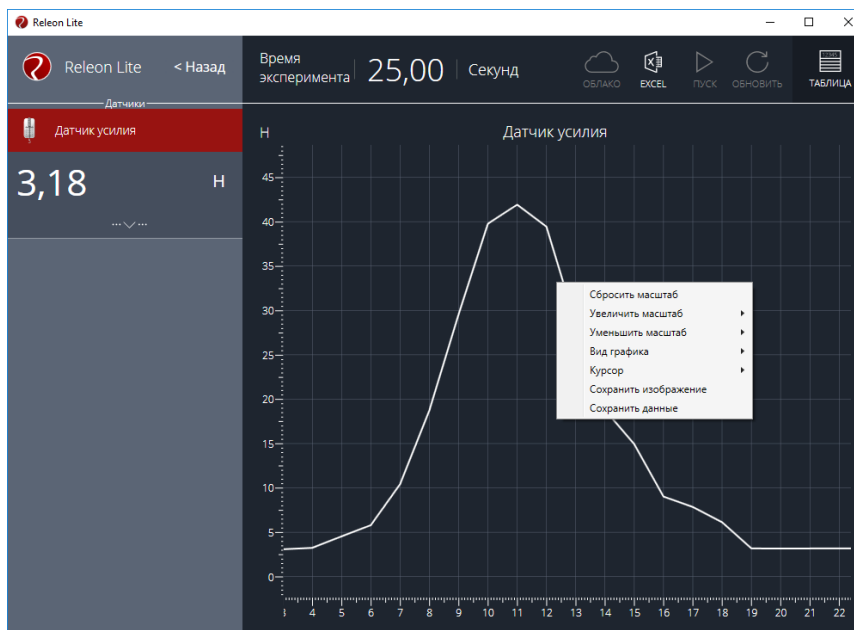 Releon Lite
Releon Lite
< Назад
Время
эксперимента
25,00
Секунд
ОБЛАКО
EXCEL
ПУСК
ОБНОВИТЬ
ТАБЛИЦА
Датчики
Датчик усилия
3,18
Н
Н
Датчик усилия
45
40
35
30
25
20
15
10
5
0
3 4 5 6 7 8 9 10 11 12 13 14 15 16 17 18 19 20 21 22
Сбросить масштаб
Увеличить масштаб
Уменьшить масштаб
Вид графика
Курсор
Сохранить изображение
Сохранить данные